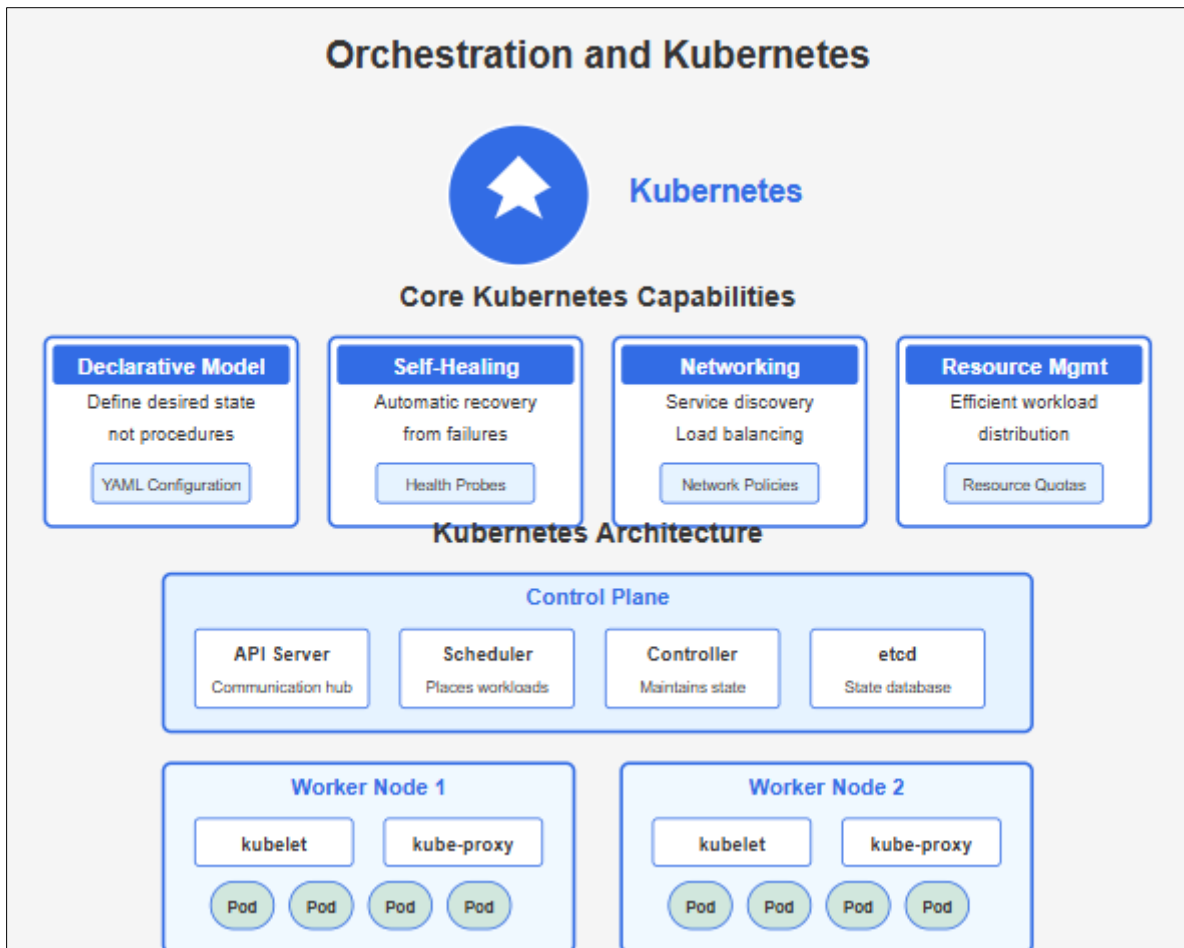 Orchestration and Kubernetes
Kubernetes
Core Kubernetes Capabilities
Declarative Model
Define desired state
not procedures
YAML Configuration
Self-Healing
Automatic recovery
from failures
Health Probes
Networking
Service discovery
Load balancing
Network Policies
Resource Mgmt
Efficient workload
distribution
Resource Quotas
Kubernetes Architecture
Control Plane
API Server
Communication hub
Scheduler
Places workloads
Controller
Maintains state
etcd
State database
Worker Node 1
kubelet
kube-proxy
Pod
Pod
Pod
Pod
Worker Node 2
kubelet
kube-proxy
Pod
Pod
Pod
Pod